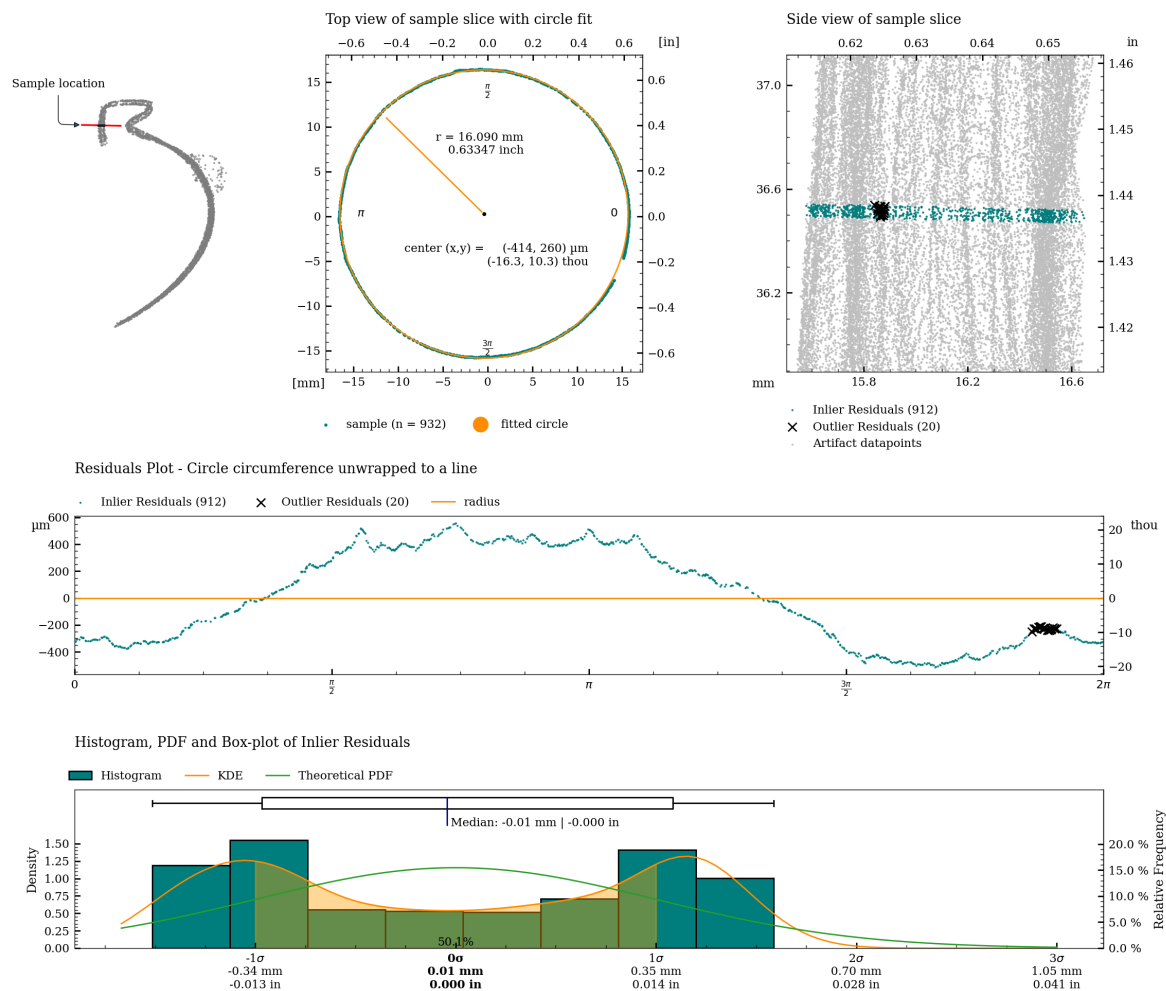 Sample location
Top view of sample slice with circle fit
−0.6 −0.4 −0.2 −0.0 0.2 0.4 0.6 [in]
15
10
5
0
−5
−10
−15
0.6
0.4
0.2
0.0
−0.2
−0.4
−0.6
π/2
r = 16.090 mm
0.63347 inch
π
0
center (x,y) = (-414, 260) µm
(-16.3, 10.3) thou
3π/2
[mm] −15 −10 −5 0 5 10 15
sample (n = 932)
fitted circle
Side view of sample slice
0.62 0.63 0.64 0.65 in
37.0
36.6
36.2
1.46
1.45
1.44
1.43
1.42
mm 15.8 16.2 16.6
Inlier Residuals (912)
Outlier Residuals (20)
Artifact datapoints
Residuals Plot - Circle circumference unwrapped to a line
Inlier Residuals (912) Outlier Residuals (20) radius
µm
600
400
200
0
−200
−400
thou
20
10
0
−10
−20
0 π/2 π 3π/2 2π
Histogram, PDF and Box-plot of Inlier Residuals
Histogram KDE Theoretical PDF
Median: -0.01 mm | -0.000 in
Density
1.50
1.25
1.00
0.75
0.50
0.25
0.00
Relative Frequency
20.0 %
15.0 %
10.0 %
5.0 %
0.0 %
50.1%
-1σ 0σ 1σ 2σ 3σ
-0.34 mm 0.01 mm 0.35 mm 0.70 mm 1.05 mm
-0.013 in 0.000 in 0.014 in 0.028 in 0.041 in